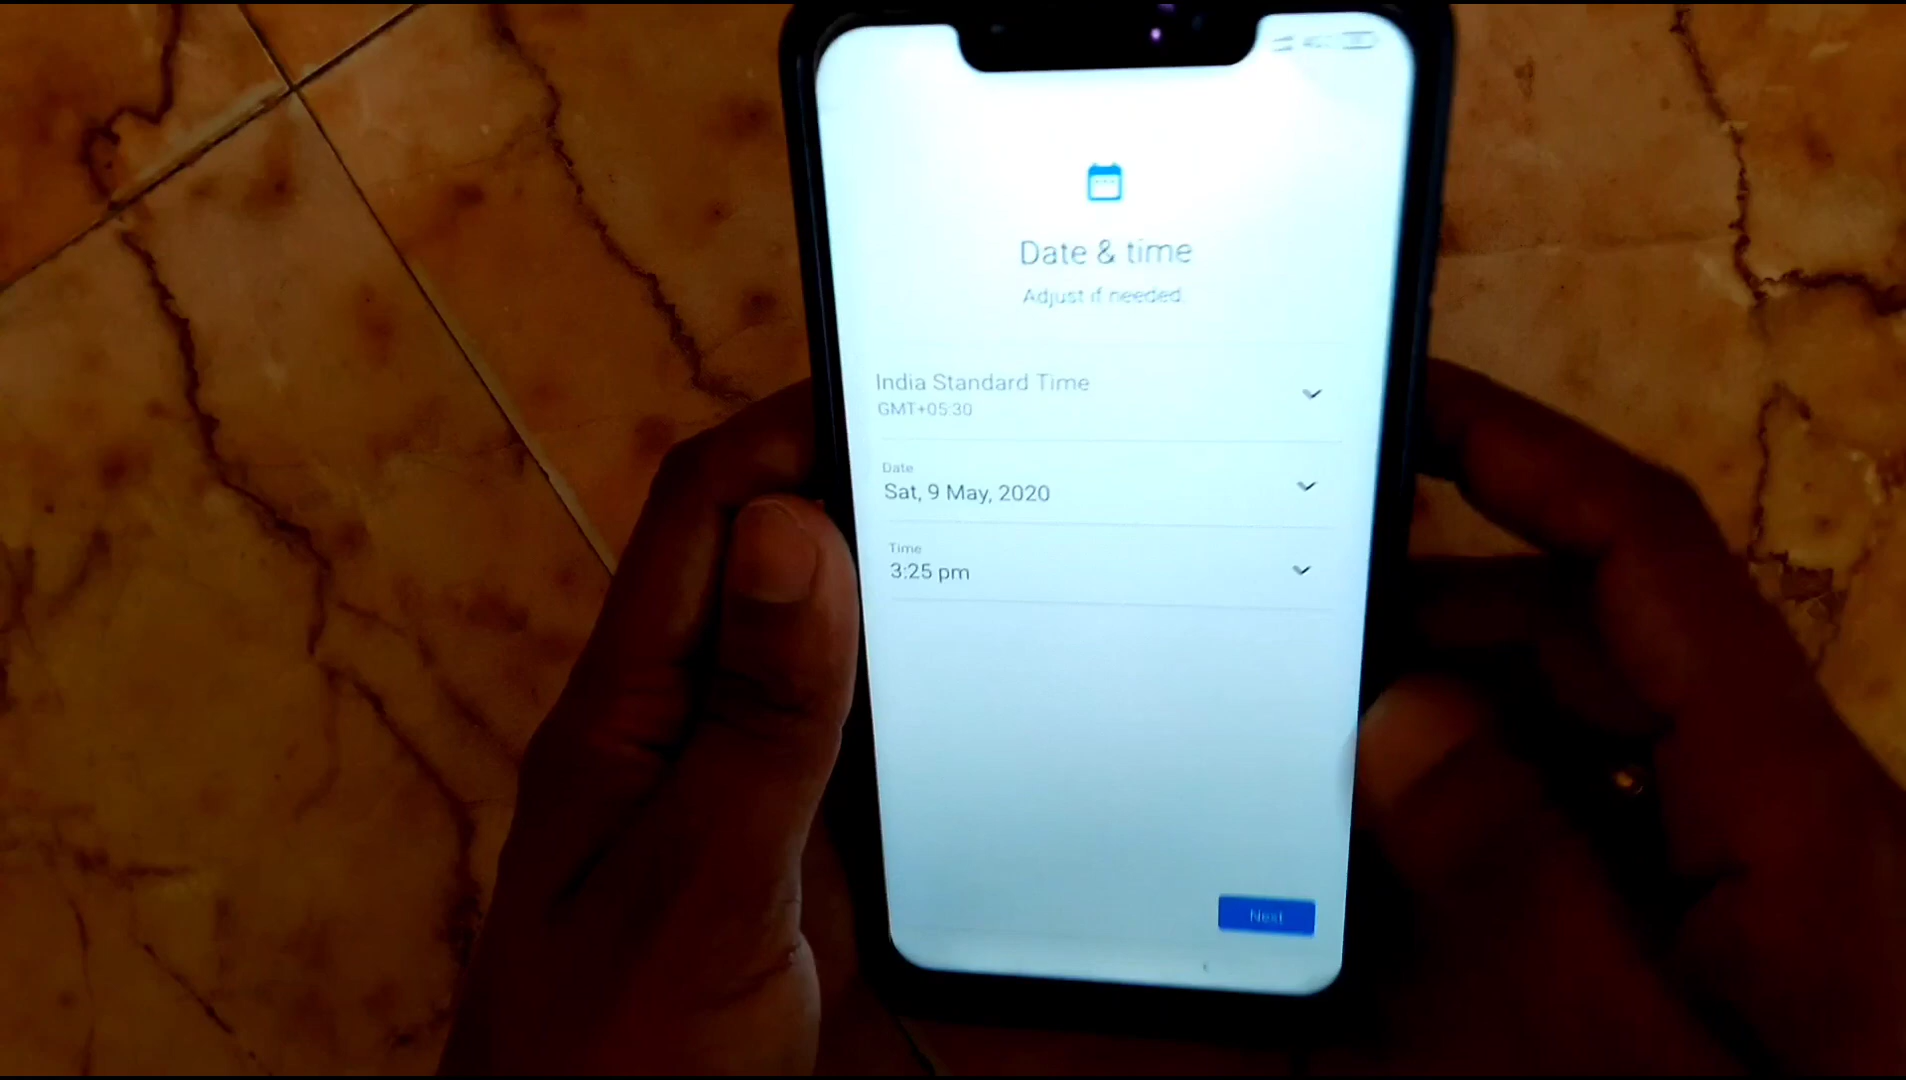 Date & time
Adjust if needed.
India Standard Time
GMT+05:30
Date
Sat, 9 May, 2020
Time
3:25 pm
Next